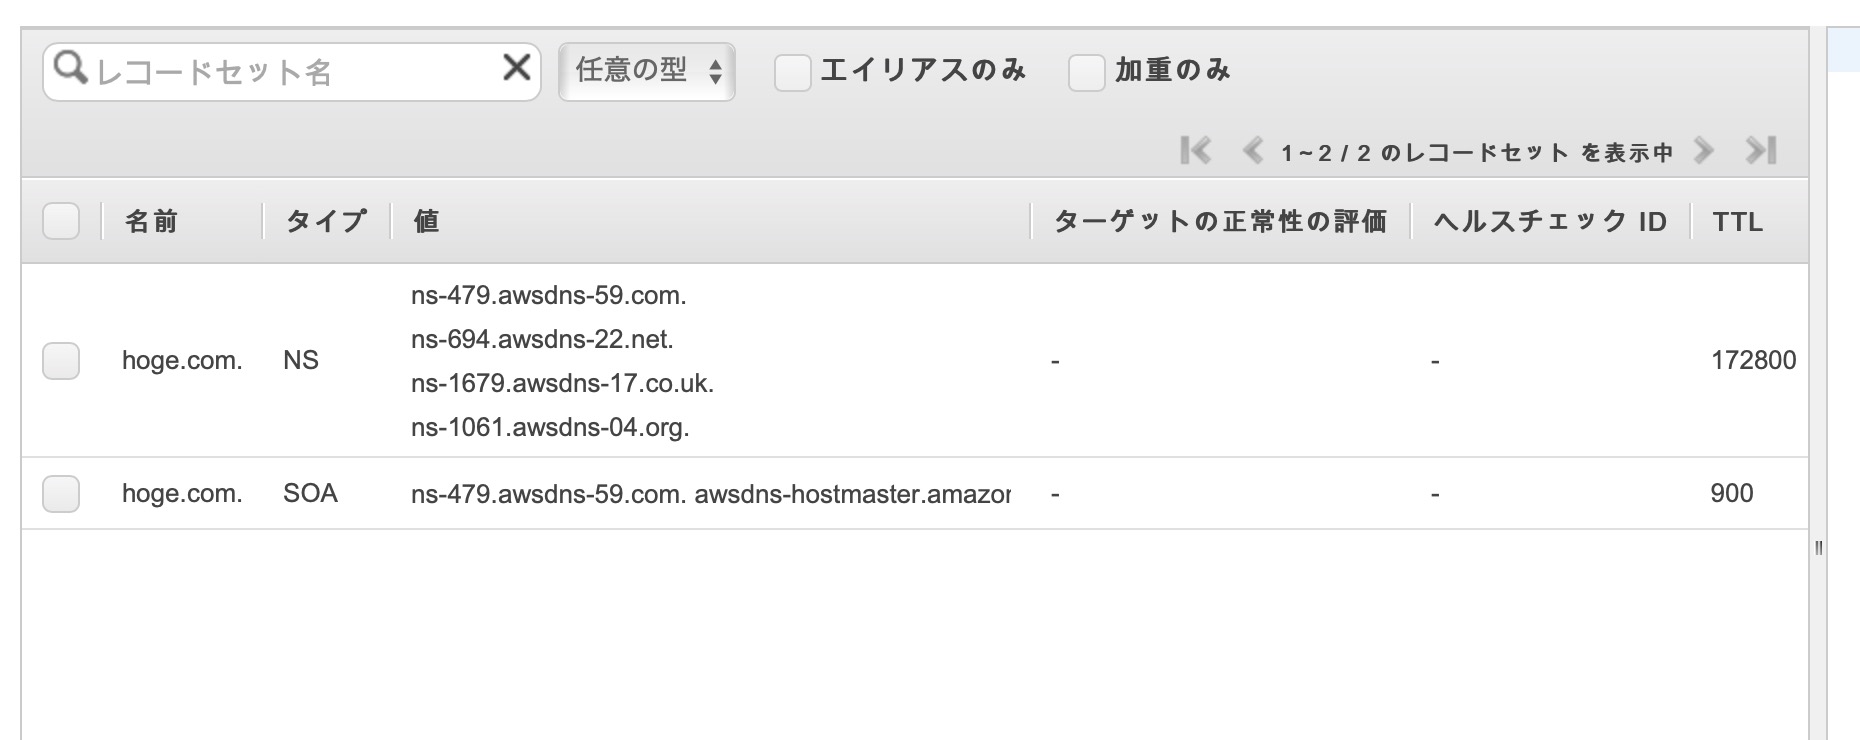 レコードセット名
任意の型
エイリアスのみ
加重のみ
1~2 / 2 のレコードセット を表示中
名前 タイプ 値 ターゲットの正常性の評価 ヘルスチェック ID TTL
ns-479.awsdns-59.com.
ns-694.awsdns-22.net.
hoge.com. NS - - 172800
ns-1679.awsdns-17.co.uk.
ns-1061.awsdns-04.org.
hoge.com. SOA ns-479.awsdns-59.com. awsdns-hostmaster.amazor - - 900